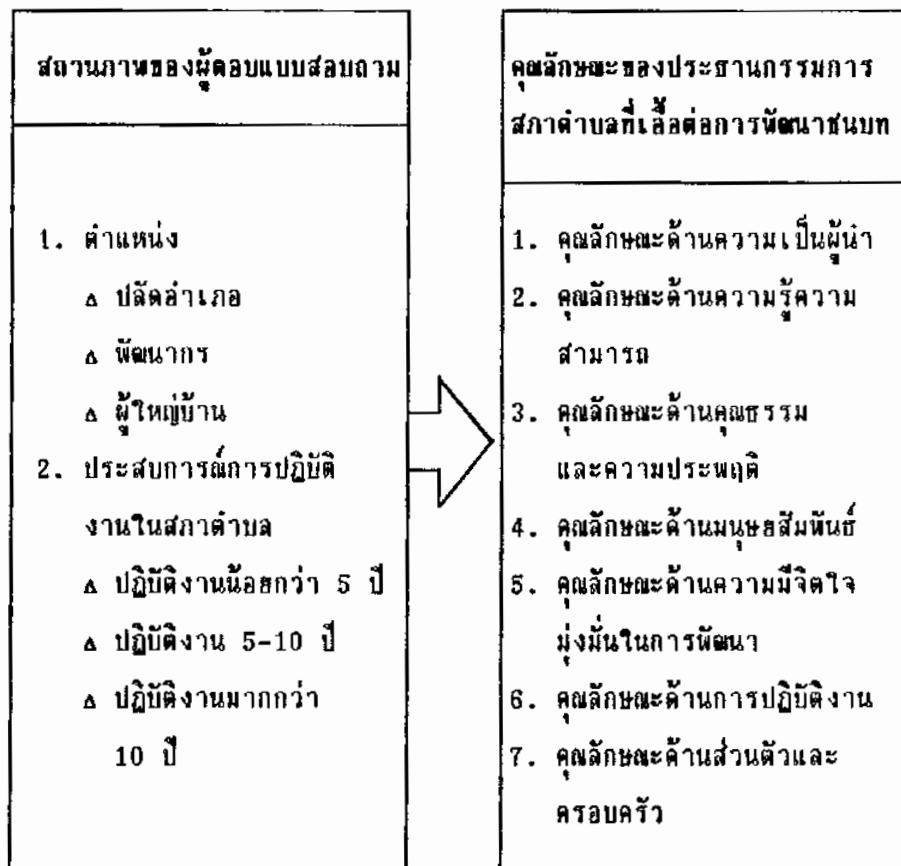 สถานภาพของผู้ตอบแบบสอบถาม
1. ตำแหน่ง
Δ ปลัดอำเภอ
Δ พัฒนากร
Δ ผู้ใหญ่บ้าน
2. ประสบการณ์การปฏิบัติ
งานในสภาตำบล
Δ ปฏิบัติงานน้อยกว่า 5 ปี
Δ ปฏิบัติงาน 5-10 ปี
Δ ปฏิบัติงานมากกว่า
10 ปี
คุณลักษณะของประธานกรรมการ
สภาตำบลที่เอื้อต่อการพัฒนาชนบท
1. คุณลักษณะด้านความเป็นผู้นำ
2. คุณลักษณะด้านความรู้ความ
สามารถ
3. คุณลักษณะด้านคุณธรรม
และความประพฤติ
4. คุณลักษณะด้านมนุษยสัมพันธ์
5. คุณลักษณะด้านความมีจิตใจ
มุ่งมั่นในการพัฒนา
6. คุณลักษณะด้านการปฏิบัติงาน
7. คุณลักษณะด้านส่วนตัวและ
ครอบครัว